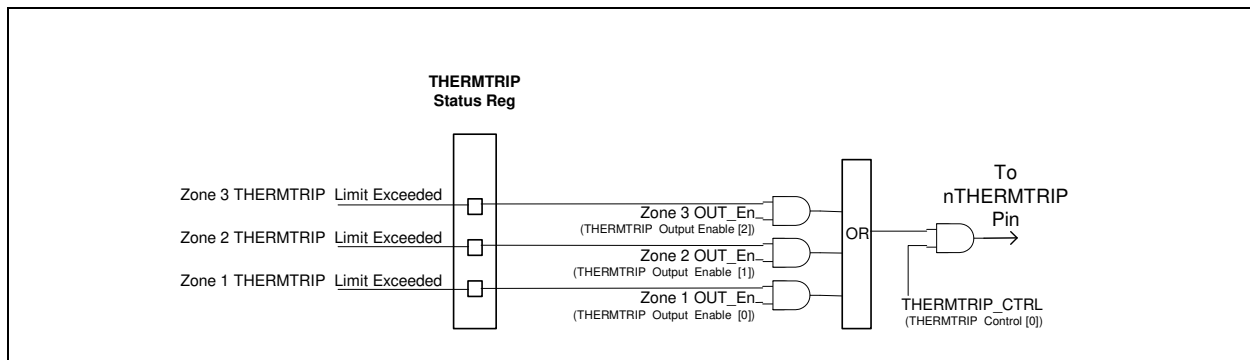 THERMTRIP
Status Reg
Zone 3 THERMTRIP Limit Exceeded
Zone 3 OUT_En
(THERMTRIP Output Enable [2])
Zone 2 THERMTRIP Limit Exceeded
Zone 2 OUT_En
(THERMTRIP Output Enable [1])
Zone 1 THERMTRIP Limit Exceeded
Zone 1 OUT_En
(THERMTRIP Output Enable [0])
OR
To
nTHERMTRIP
Pin
THERMTRIP_CTRL
(THERMTRIP Control [0])